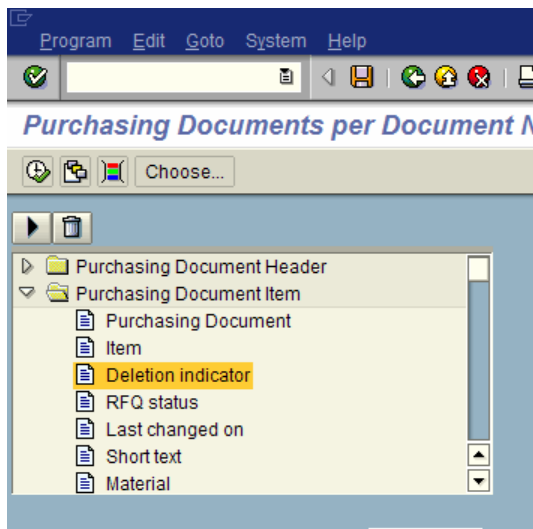 Program Edit Goto System Help
Purchasing Documents per Document N
Choose...
Purchasing Document Header
Purchasing Document Item
Purchasing Document
Item
Deletion indicator
RFQ status
Last changed on
Short text
Material